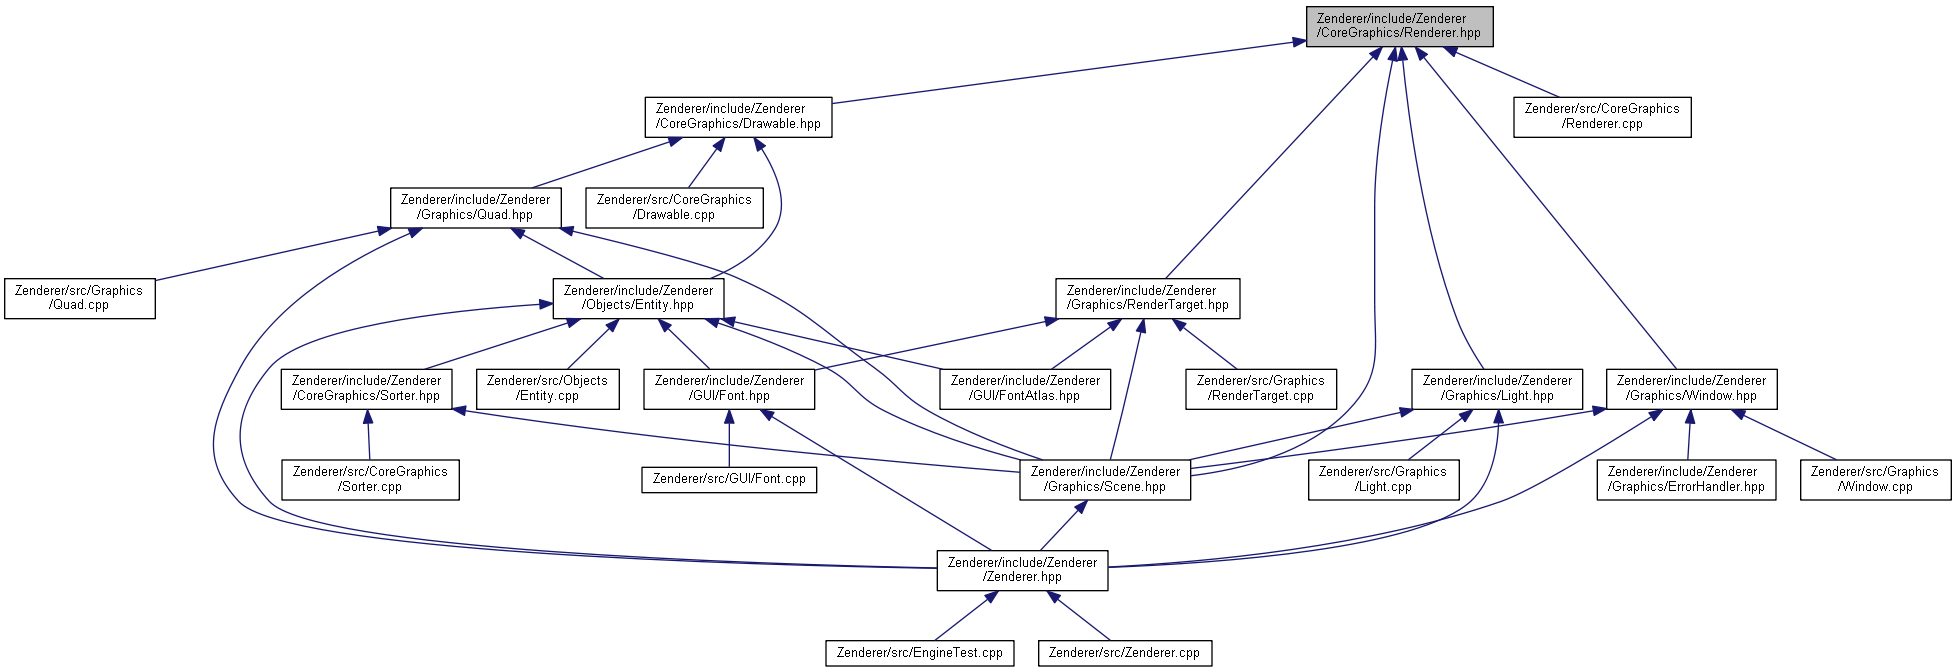 Zenderer/include/Zenderer
/CoreGraphics/Renderer.hpp
Zenderer/include/Zenderer
/CoreGraphics/Drawable.hpp
Zenderer/src/CoreGraphics
/Renderer.cpp
Zenderer/include/Zenderer
/Graphics/Quad.hpp
Zenderer/src/CoreGraphics
/Drawable.cpp
Zenderer/src/Graphics
/Quad.cpp
Zenderer/include/Zenderer
/Objects/Entity.hpp
Zenderer/include/Zenderer
/Graphics/RenderTarget.hpp
Zenderer/include/Zenderer
/CoreGraphics/Sorter.hpp
Zenderer/src/Objects
/Entity.cpp
Zenderer/include/Zenderer
/GUI/Font.hpp
Zenderer/include/Zenderer
/GUI/FontAtlas.hpp
Zenderer/src/Graphics
/RenderTarget.cpp
Zenderer/include/Zenderer
/Graphics/Light.hpp
Zenderer/include/Zenderer
/Graphics/Window.hpp
Zenderer/src/CoreGraphics
/Sorter.cpp
Zenderer/src/GUI/Font.cpp
Zenderer/include/Zenderer
/Graphics/Scene.hpp
Zenderer/src/Graphics
/Light.cpp
Zenderer/include/Zenderer
/Graphics/ErrorHandler.hpp
Zenderer/src/Graphics
/Window.cpp
Zenderer/include/Zenderer
/Zenderer.hpp
Zenderer/src/EngineTest.cpp
Zenderer/src/Zenderer.cpp